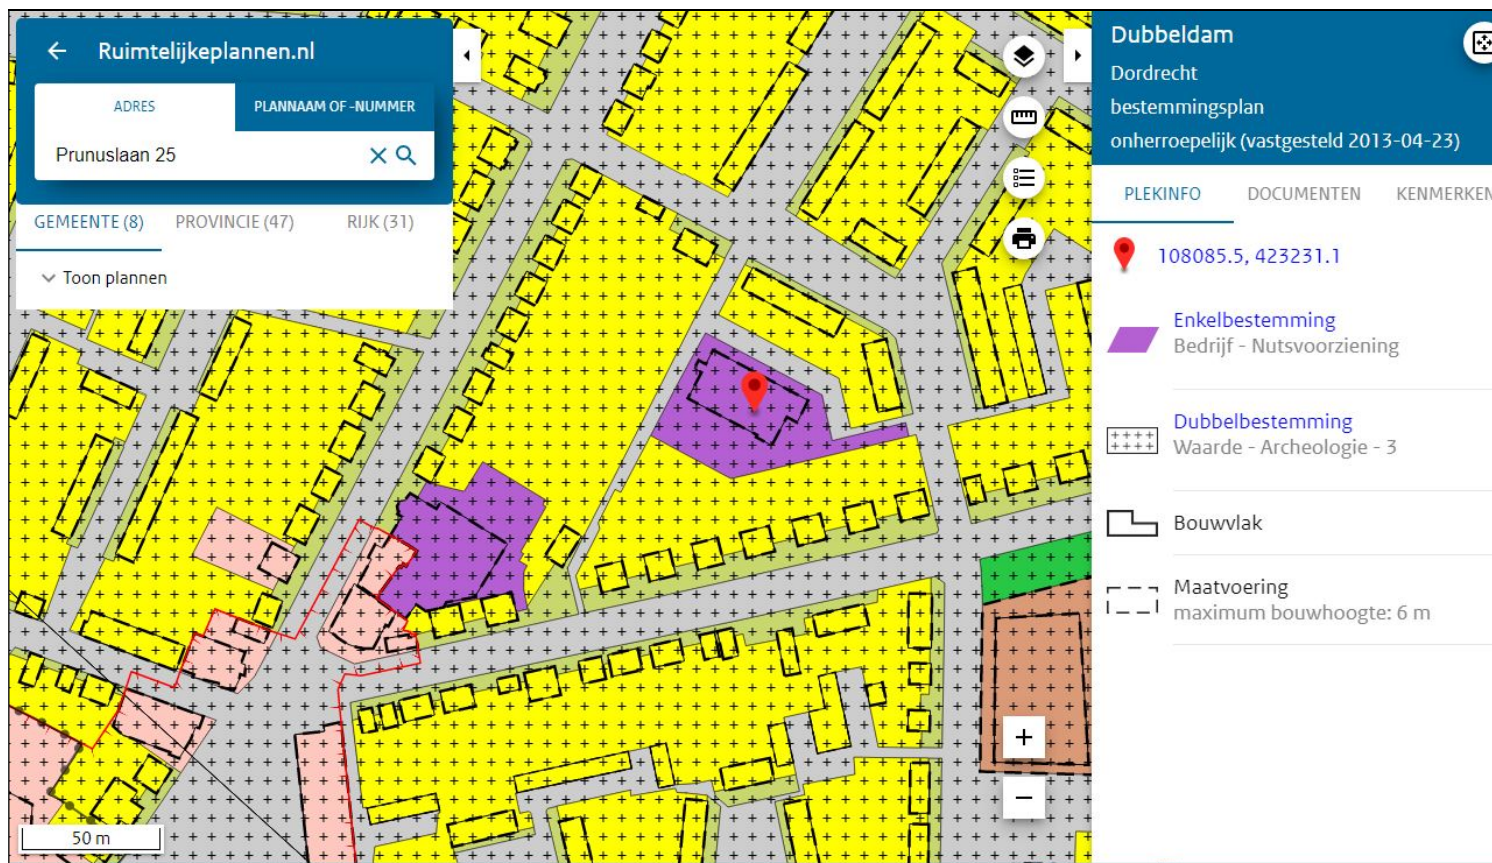 Ruimtelijkeplannen.nl
ADRES
PLANNAAM OF -NUMMER
Prunuslaan 25
GEMEENTE (8)
PROVINCIE (47)
RIJK (31)
Toon plannen
50 m
Dubbeldam
Dordrecht
bestemmingsplan
onherroepelijk (vastgesteld 2013-04-23)
PLEKINFO
DOCUMENTEN
KENMERKEN
108085.5, 423231.1
Enkelbestemming
Bedrijf - Nutsvoorziening
Dubbelbestemming
Waarde - Archeologie - 3
Bouwvlak
Maatvoering
maximum bouwhoogte: 6 m